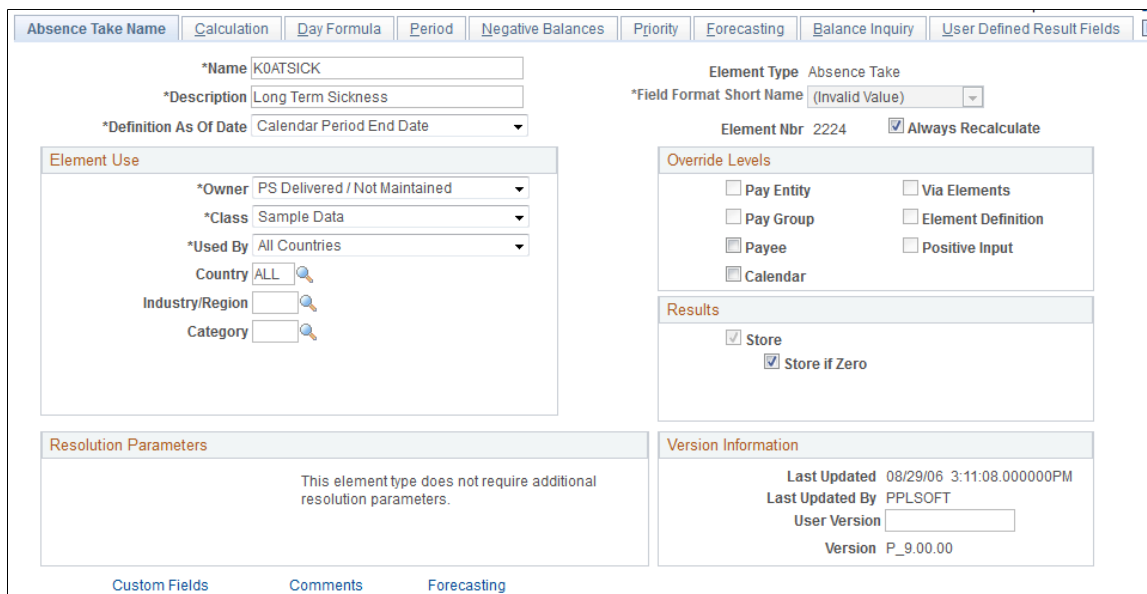 Absence Take Name Calculation Day Formula Period Negative Balances Priority Forecasting Balance Inquiry User Defined Result Fields
*Name K0ATSICK
Element Type Absence Take
*Description Long Term Sickness
*Field Format Short Name (Invalid Value)
*Definition As Of Date Calendar Period End Date
Element Nbr 2224 Always Recalculate
Element Use
*Owner PS Delivered / Not Maintained
*Class Sample Data
*Used By All Countries
Country ALL
Industry/Region
Category
Override Levels
Pay Entity Via Elements
Pay Group Element Definition
Payee Positive Input
Calendar
Results
Store
Store if Zero
Resolution Parameters
This element type does not require additional
resolution parameters.
Version Information
Last Updated 08/29/06 3:11:08.000000PM
Last Updated By PPLSOFT
User Version
Version P_9.00.00
Custom Fields Comments Forecasting